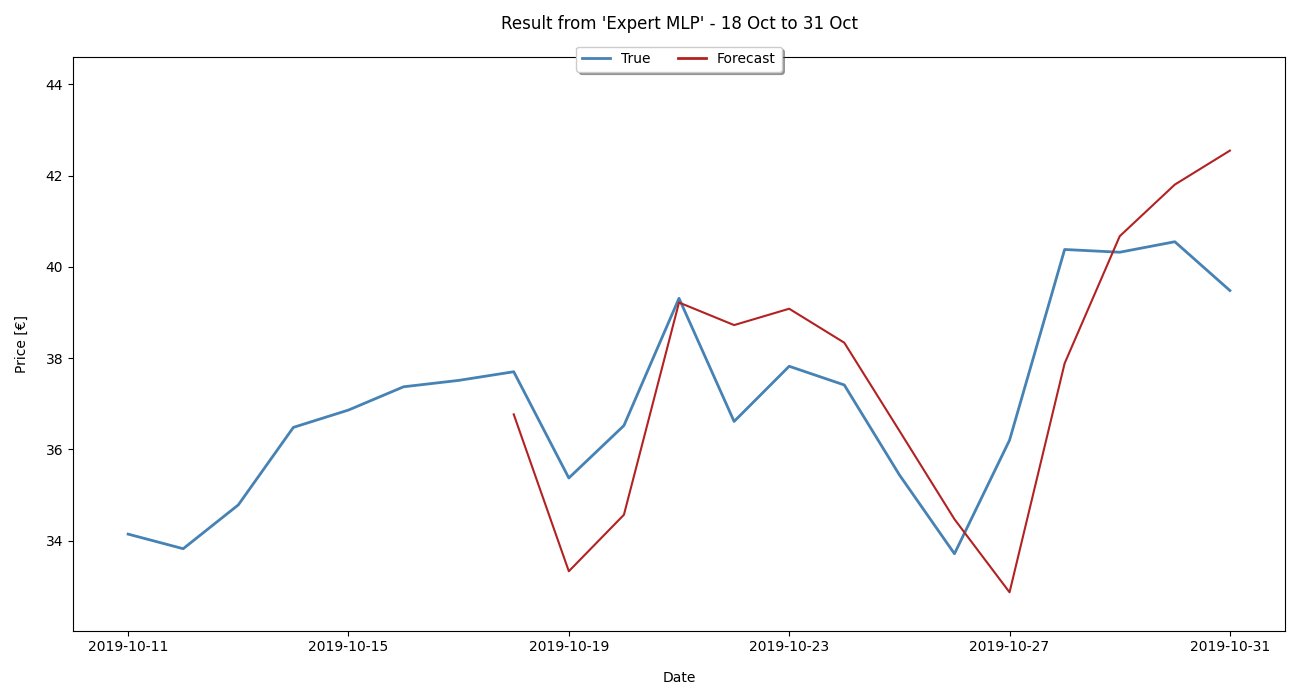 Result from 'Expert MLP' - 18 Oct to 31 Oct
True Forecast
44
42
40
38
36
34
Price [€]
2019-10-11 2019-10-15 2019-10-19 2019-10-23 2019-10-27 2019-10-31
Date